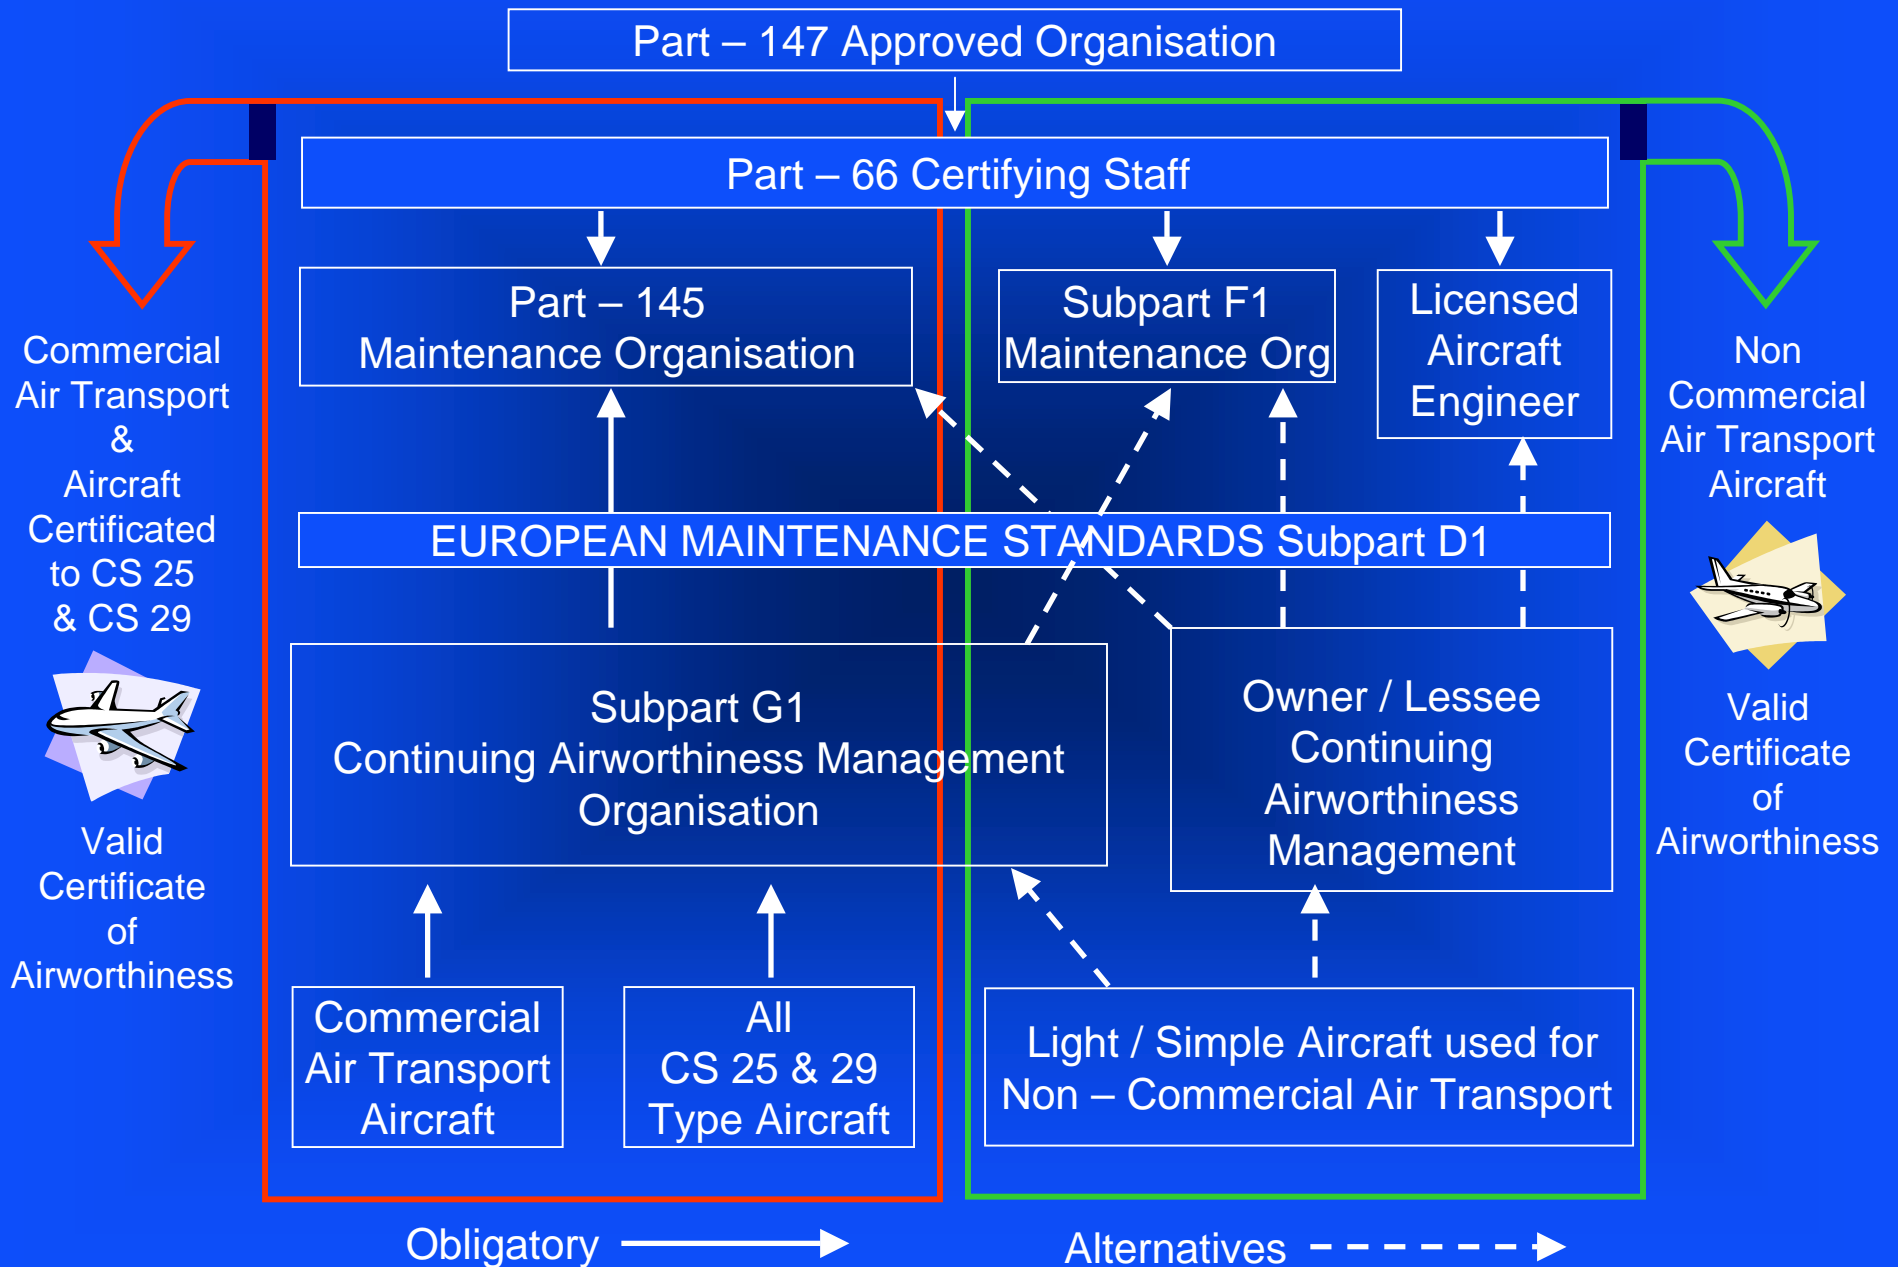 Part – 147 Approved Organisation
Part – 66 Certifying Staff
Part – 145
Maintenance Organisation
Subpart F1
Maintenance Org
Licensed
Aircraft
Engineer
Commercial
Air Transport
&
Aircraft
Certificated
to CS 25
& CS 29
Valid
Certificate
of
Airworthiness
Non
Commercial
Air Transport
Aircraft
Valid
Certificate
of
Airworthiness
EUROPEAN MAINTENANCE STANDARDS Subpart D1
Subpart G1
Continuing Airworthiness Management
Organisation
Owner / Lessee
Continuing
Airworthiness
Management
Commercial
Air Transport
Aircraft
All
CS 25 & 29
Type Aircraft
Light / Simple Aircraft used for
Non – Commercial Air Transport
Obligatory
Alternatives